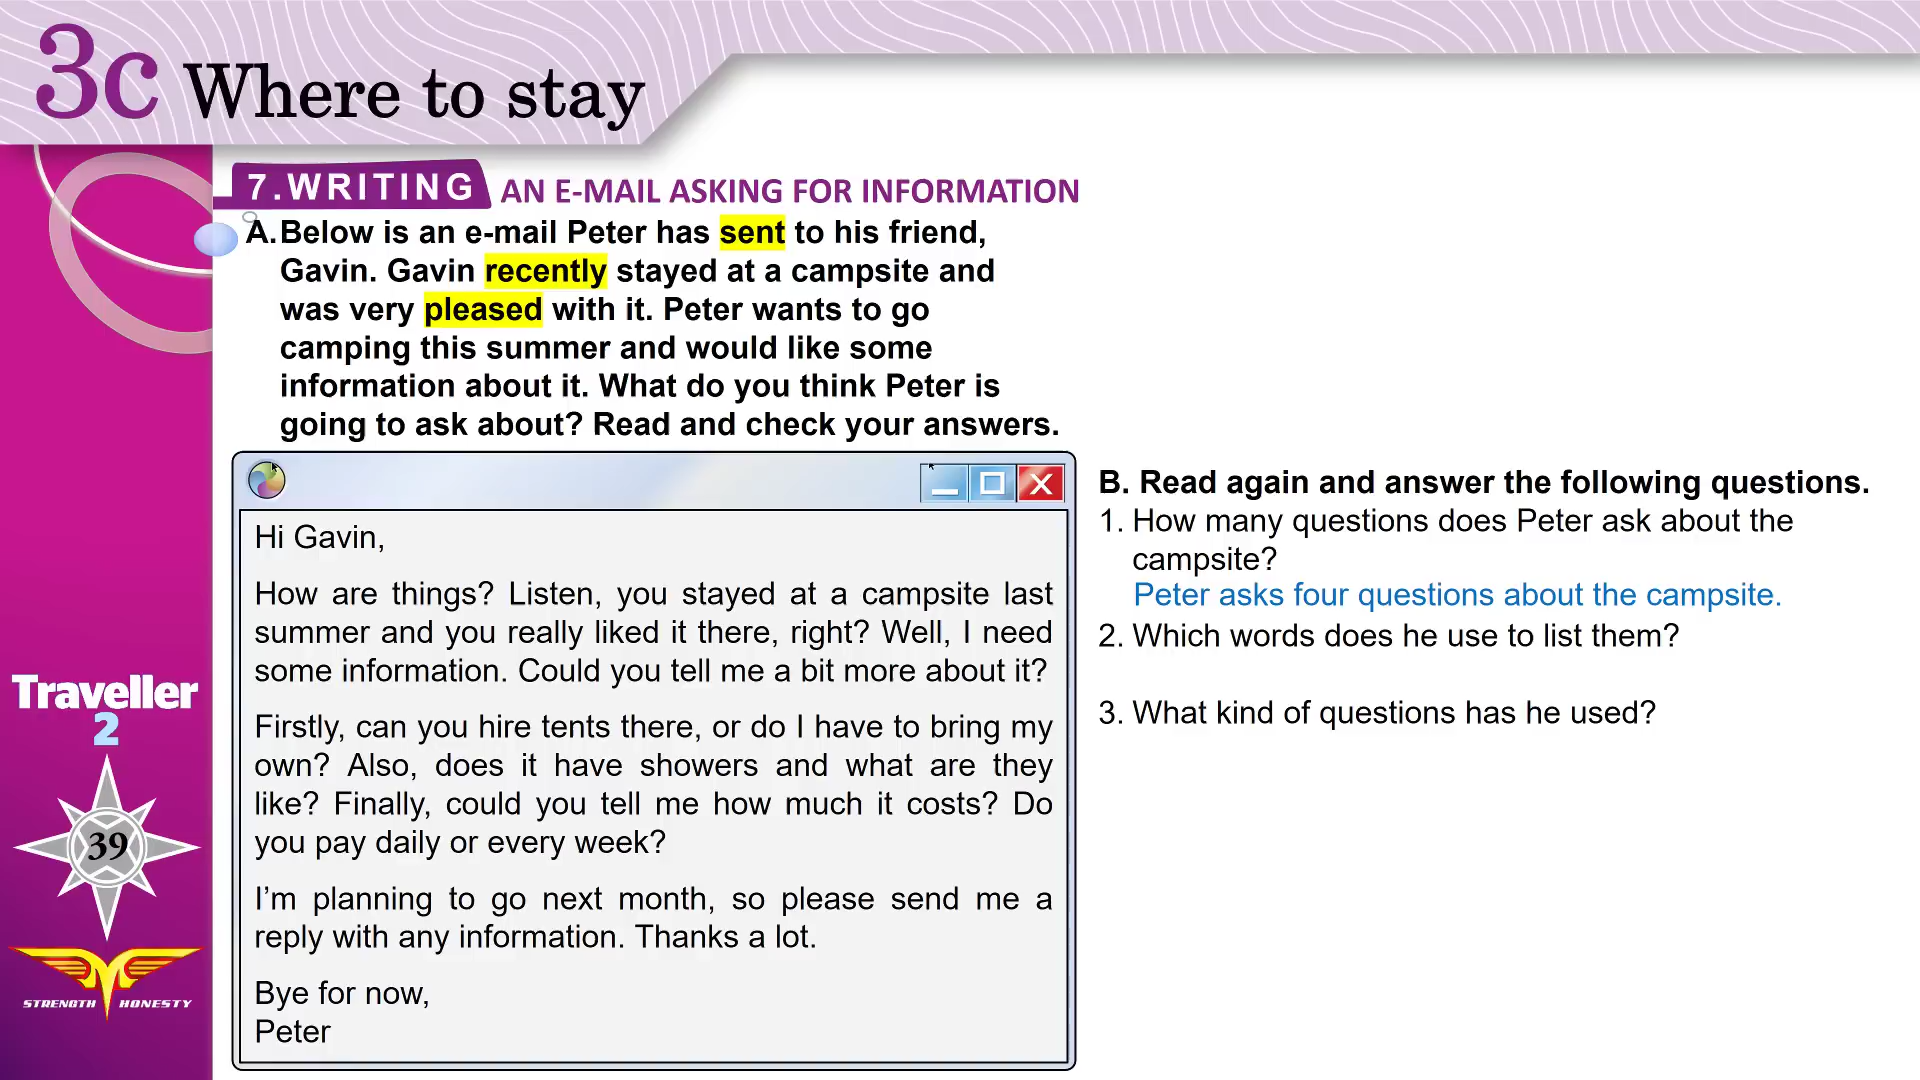 3c Where to stay
7.WRITING AN E-MAIL ASKING FOR INFORMATION
A.Below is an e-mail Peter has sent to his friend,
Gavin. Gavin recently stayed at a campsite and
was very pleased with it. Peter wants to go
camping this summer and would like some
information about it. What do you think Peter is
going to ask about? Read and check your answers.
Hi Gavin,
How are things? Listen, you stayed at a campsite last
summer and you really liked it there, right? Well, I need
some information. Could you tell me a bit more about it?
Firstly, can you hire tents there, or do I have to bring my
own? Also, does it have showers and what are they
like? Finally, could you tell me how much it costs? Do
you pay daily or every week?
I’m planning to go next month, so please send me a
reply with any information. Thanks a lot.
Bye for now,
Peter
B. Read again and answer the following questions.
1. How many questions does Peter ask about the
campsite?
Peter asks four questions about the campsite.
2. Which words does he use to list them?
3. What kind of questions has he used?
Traveller
2
39
STRENGTH HONESTY